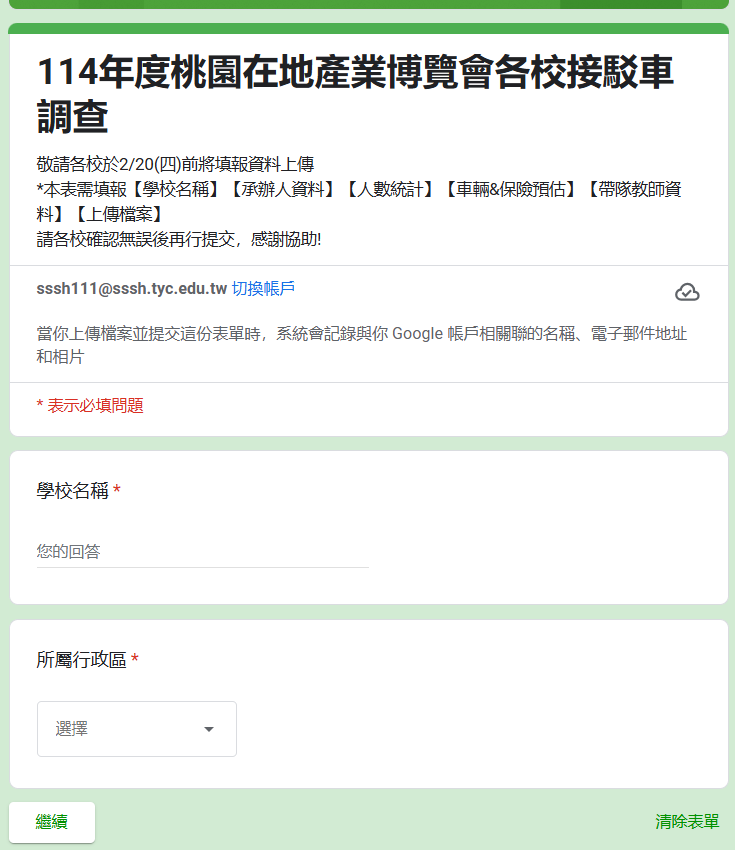 114年度桃園在地產業博覽會各校接駁車
調查
敬請各校於2/20(四)前將填報資料上傳
*本表需填報【學校名稱】【承辦人資料】【人數統計】【車輛&保險預估】【帶隊教師資
料】【上傳檔案】
請各校確認無誤後再行提交，感謝協助!
sssh111@sssh.tyc.edu.tw 切換帳戶
當你上傳檔案並提交這份表單時，系統會記錄與你 Google 帳戶相關聯的名稱、電子郵件地址
和相片
* 表示必填問題
學校名稱 *
您的回答
所屬行政區 *
選擇
繼續
清除表單